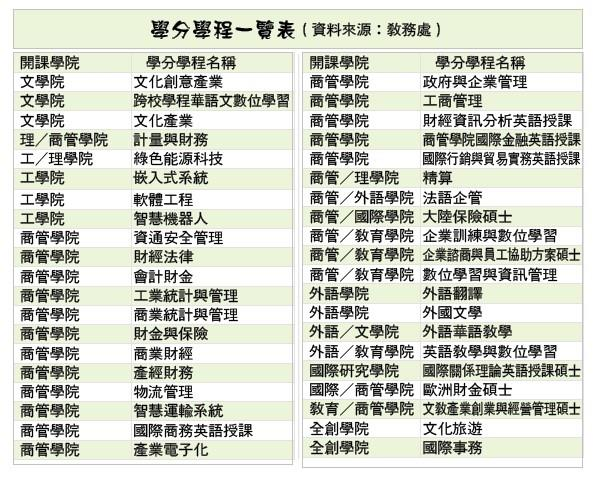 學分學程一覽表（資料來源：教務處）
開課學院 學分學程名稱
文學院 文化創意產業
文學院 跨校學程華語文數位學習
文學院 文化產業
理／商管學院 計量與財務
工／理學院 綠色能源科技
工學院 嵌入式系統
工學院 軟體工程
工學院 智慧機器人
商管學院 資通安全管理
商管學院 財經法律
商管學院 會計財金
商管學院 工業統計與管理
商管學院 商業統計與管理
商管學院 財金與保險
商管學院 商業財經
商管學院 產經財務
商管學院 物流管理
商管學院 智慧運輸系統
商管學院 國際商務英語授課
商管學院 產業電子化
開課學院 學分學程名稱
商管學院 政府與企業管理
商管學院 工商管理
商管學院 財經資訊分析英語授課
商管學院 商管學院國際金融英語授課
商管學院 國際行銷與貿易實務英語授課
商管／理學院 精算
商管／外語學院 法語企管
商管／國際學院 大陸保險碩士
商管／教育學院 企業訓練與數位學習
商管／教育學院 企業諮商與員工協助方案碩士
商管／教育學院 數位學習與資訊管理
外語學院 外語翻譯
外語學院 外國文學
外語／文學院 外語華語教學
外語／教育學院 英語教學與數位學習
國際研究學院 國際關係理論英語授課碩士
國際／商管學院 歐洲財金碩士
教育／商管學院 文教產業創業與經營管理碩士
全創學院 文化旅遊
全創學院 國際事務